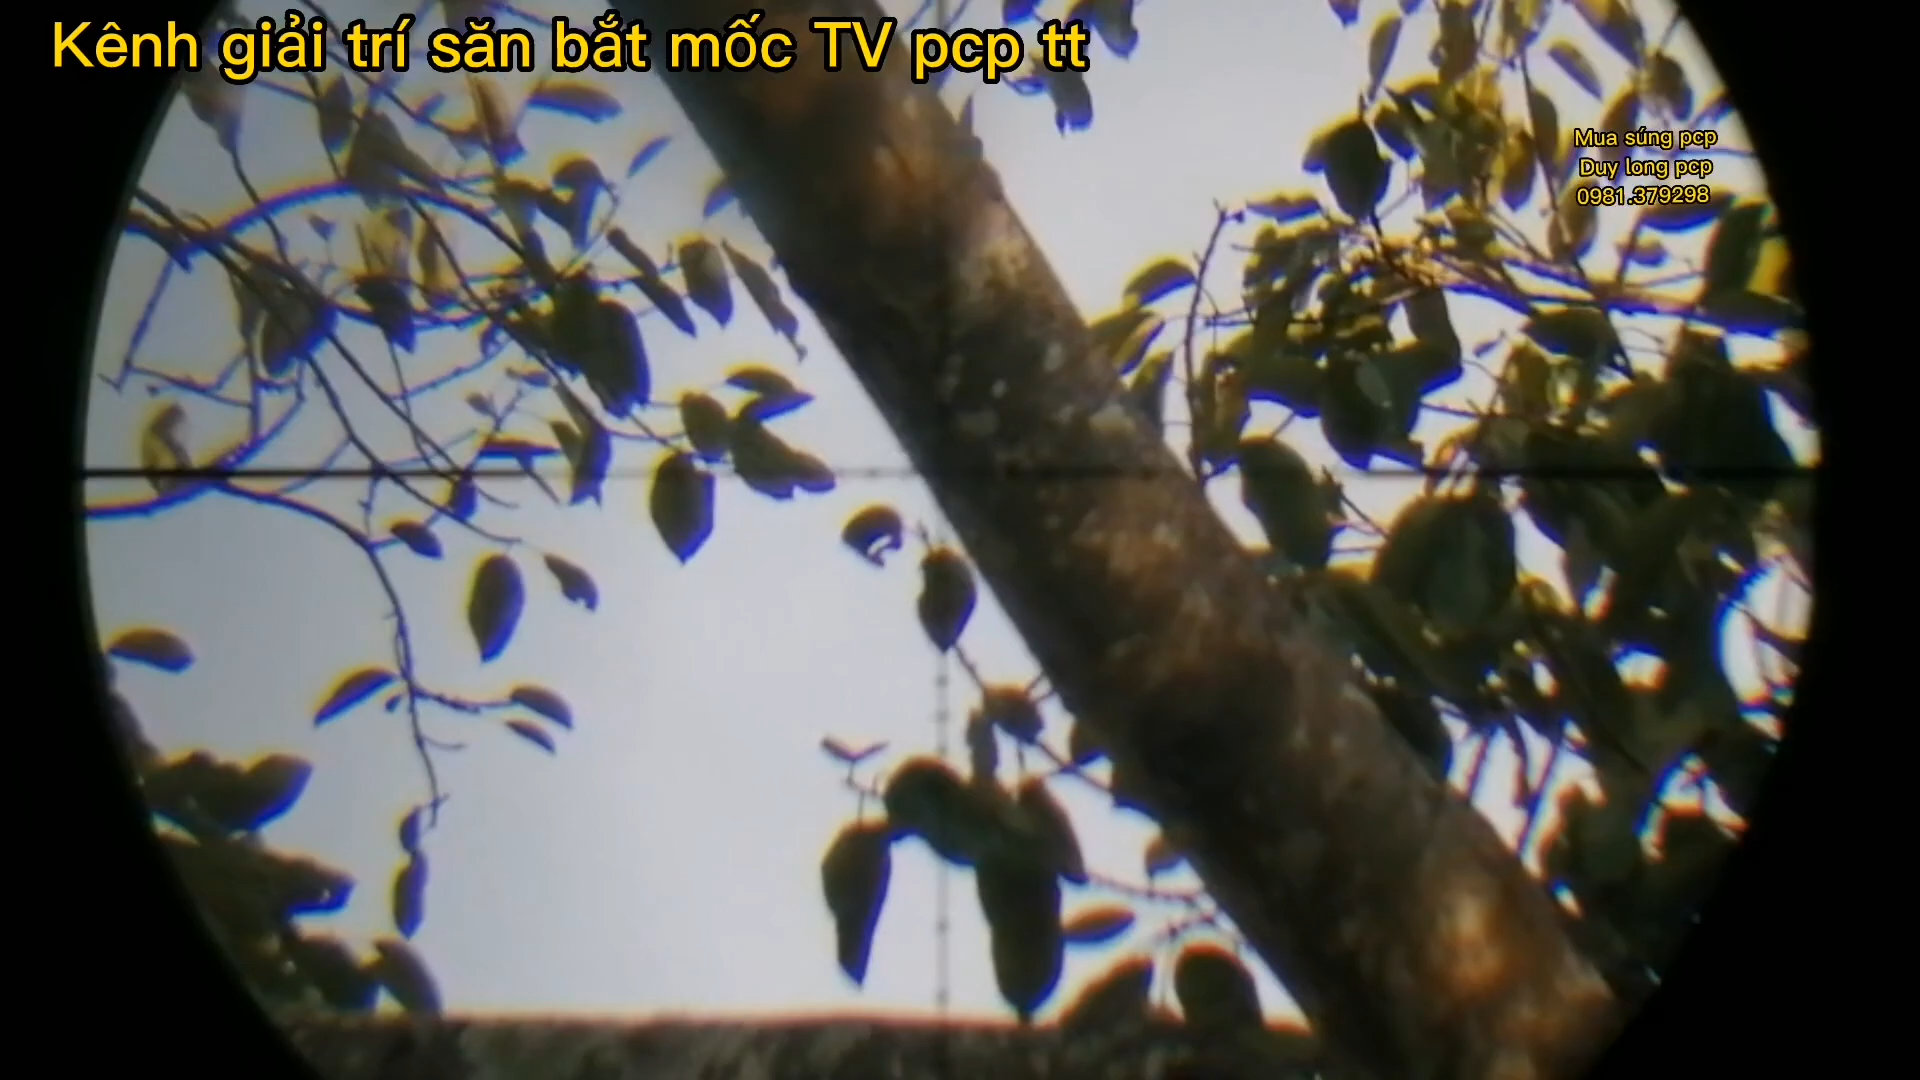 Kênh giải trí săn bắt mốc TV pcp tt
Mua súng pcp
Duy long pcp
0981.379298